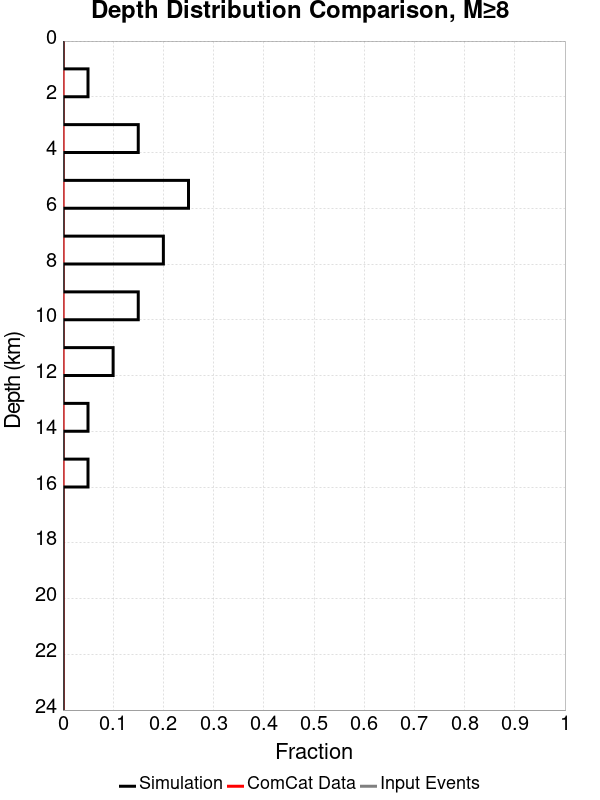 Depth Distribution Comparison, M≥8
0
2
4
6
8
10
12
14
16
18
20
22
24
Depth (km)
0 0.1 0.2 0.3 0.4 0.5 0.6 0.7 0.8 0.9 1
Fraction
Simulation ComCat Data Input Events